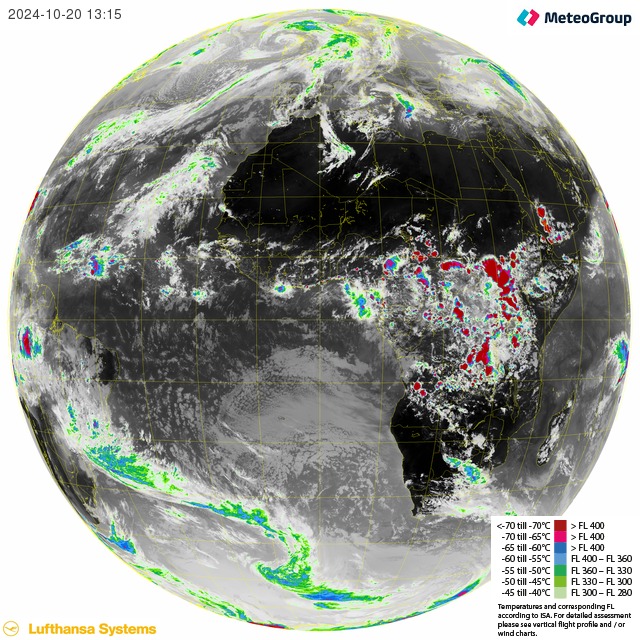 2024-10-20 13:15
MeteoGroup
<-70 till -70°C > FL 400
-70 till -65°C > FL 400
-65 till -60°C > FL 400
-60 till -55°C FL 400 – FL 360
-55 till -50°C FL 360 – FL 330
-50 till -45°C FL 330 – FL 300
-45 till -40°C FL 300 – FL 280
Temperatures and corresponding FL
according to ISA. For detailed assessment
please see vertical flight profile and / or
wind charts.
Lufthansa Systems